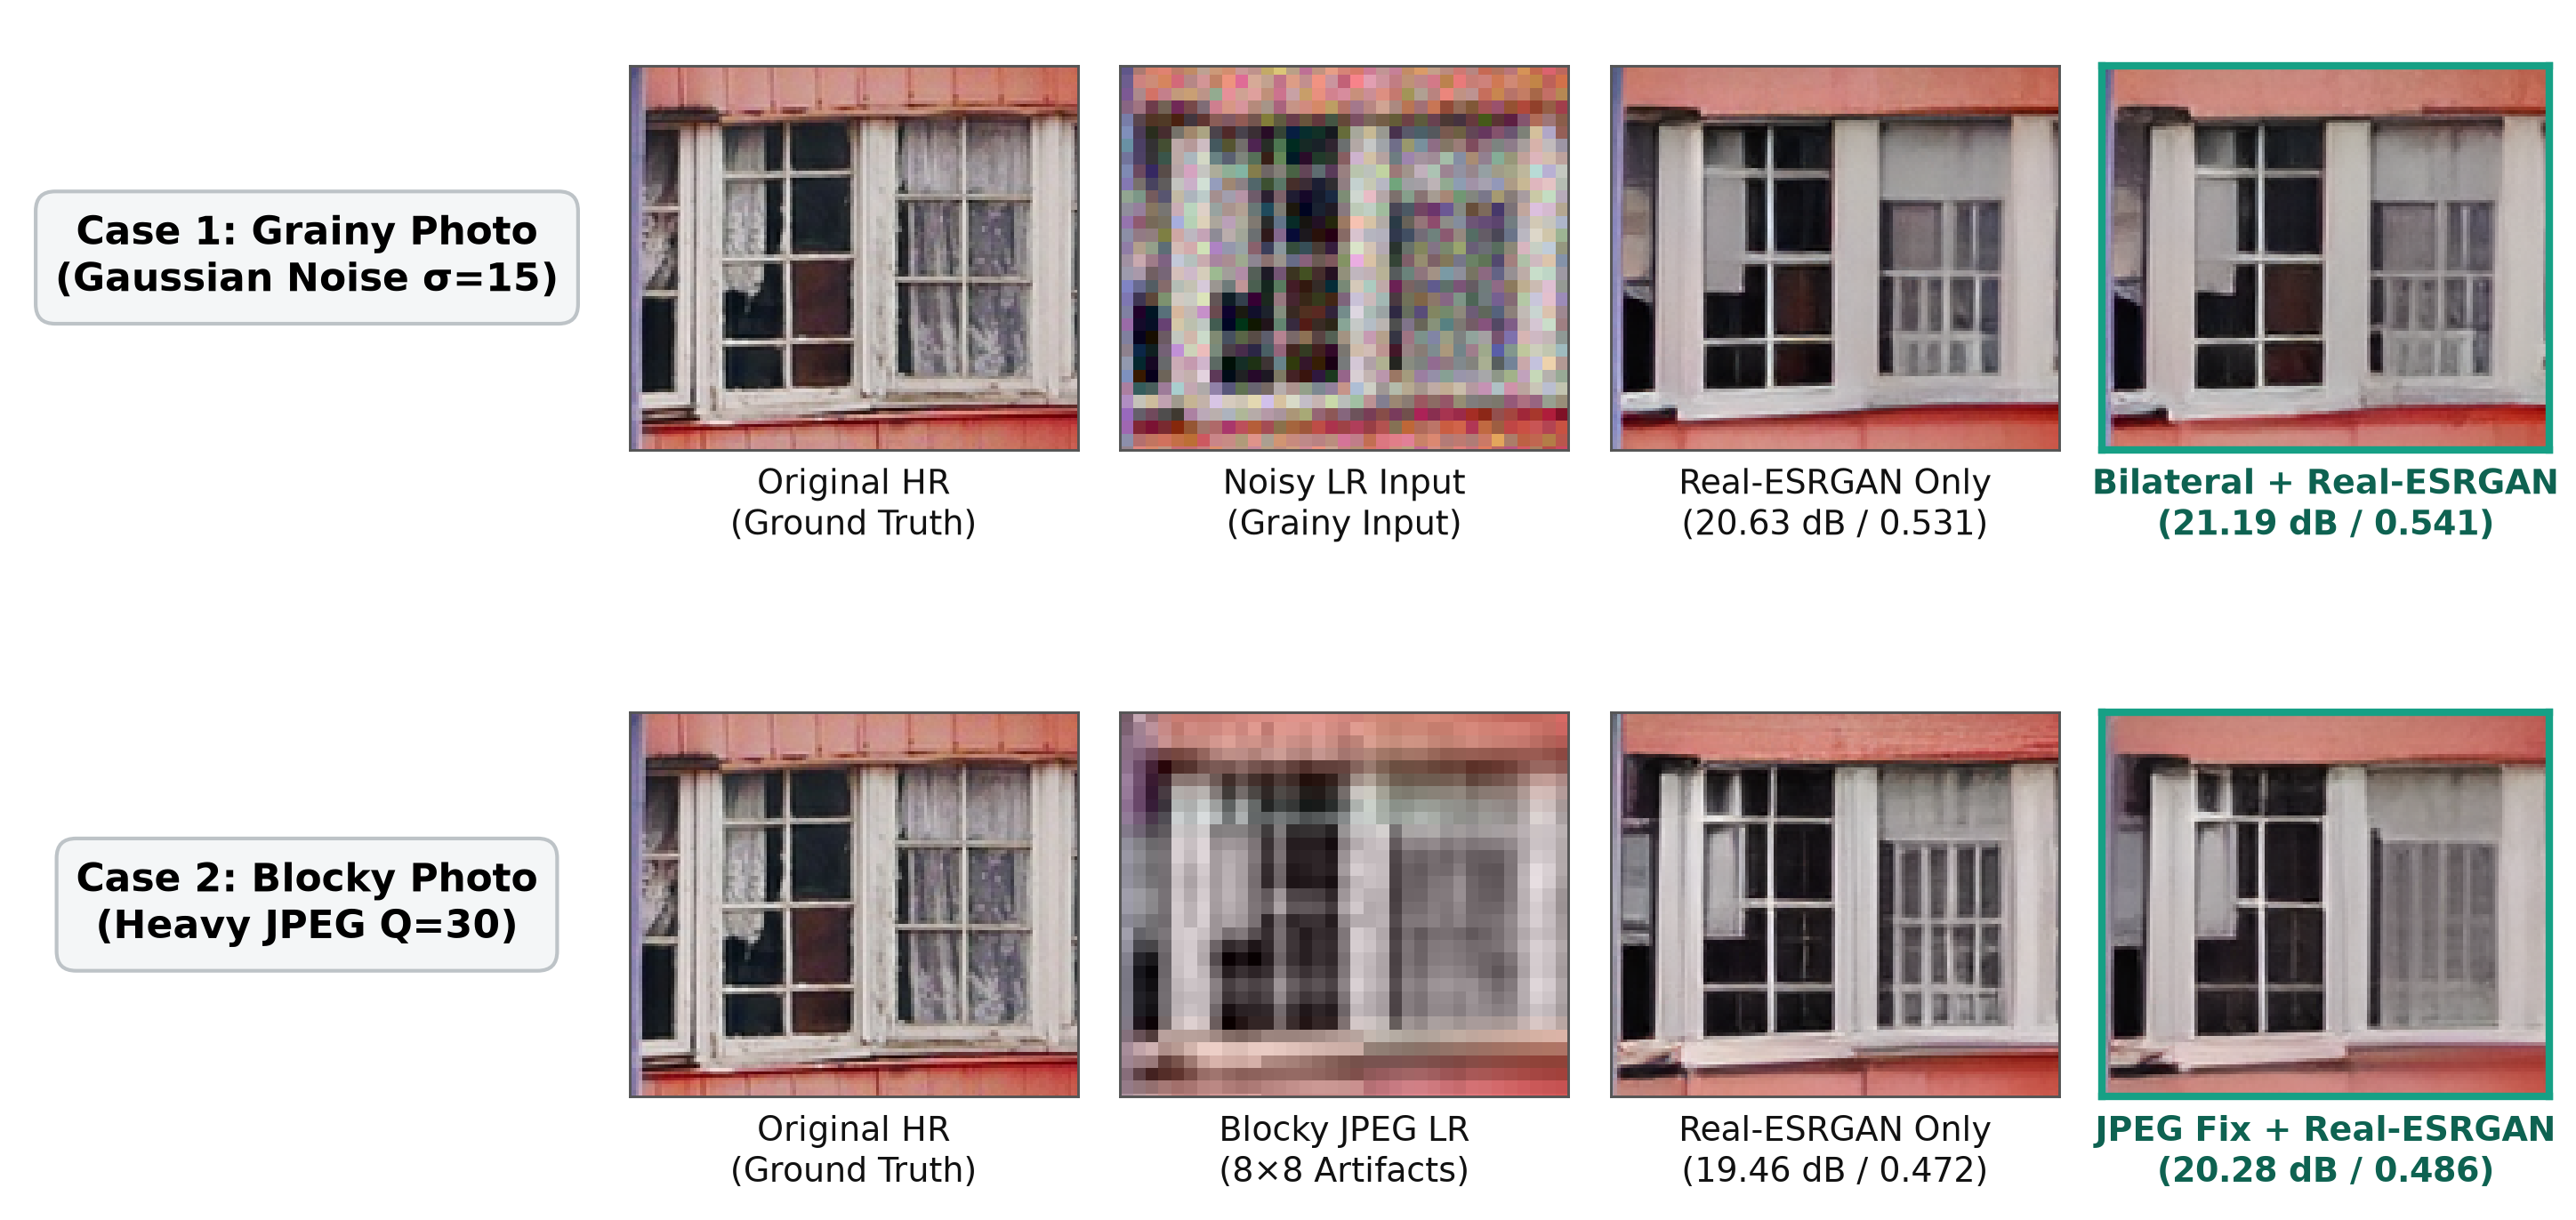 Case 1: Grainy Photo
(Gaussian Noise σ=15)
Original HR
(Ground Truth)
Noisy LR Input
(Grainy Input)
Real-ESRGAN Only
(20.63 dB / 0.531)
Bilateral + Real-ESRGAN
(21.19 dB / 0.541)
Case 2: Blocky Photo
(Heavy JPEG Q=30)
Original HR
(Ground Truth)
Blocky JPEG LR
(8×8 Artifacts)
Real-ESRGAN Only
(19.46 dB / 0.472)
JPEG Fix + Real-ESRGAN
(20.28 dB / 0.486)